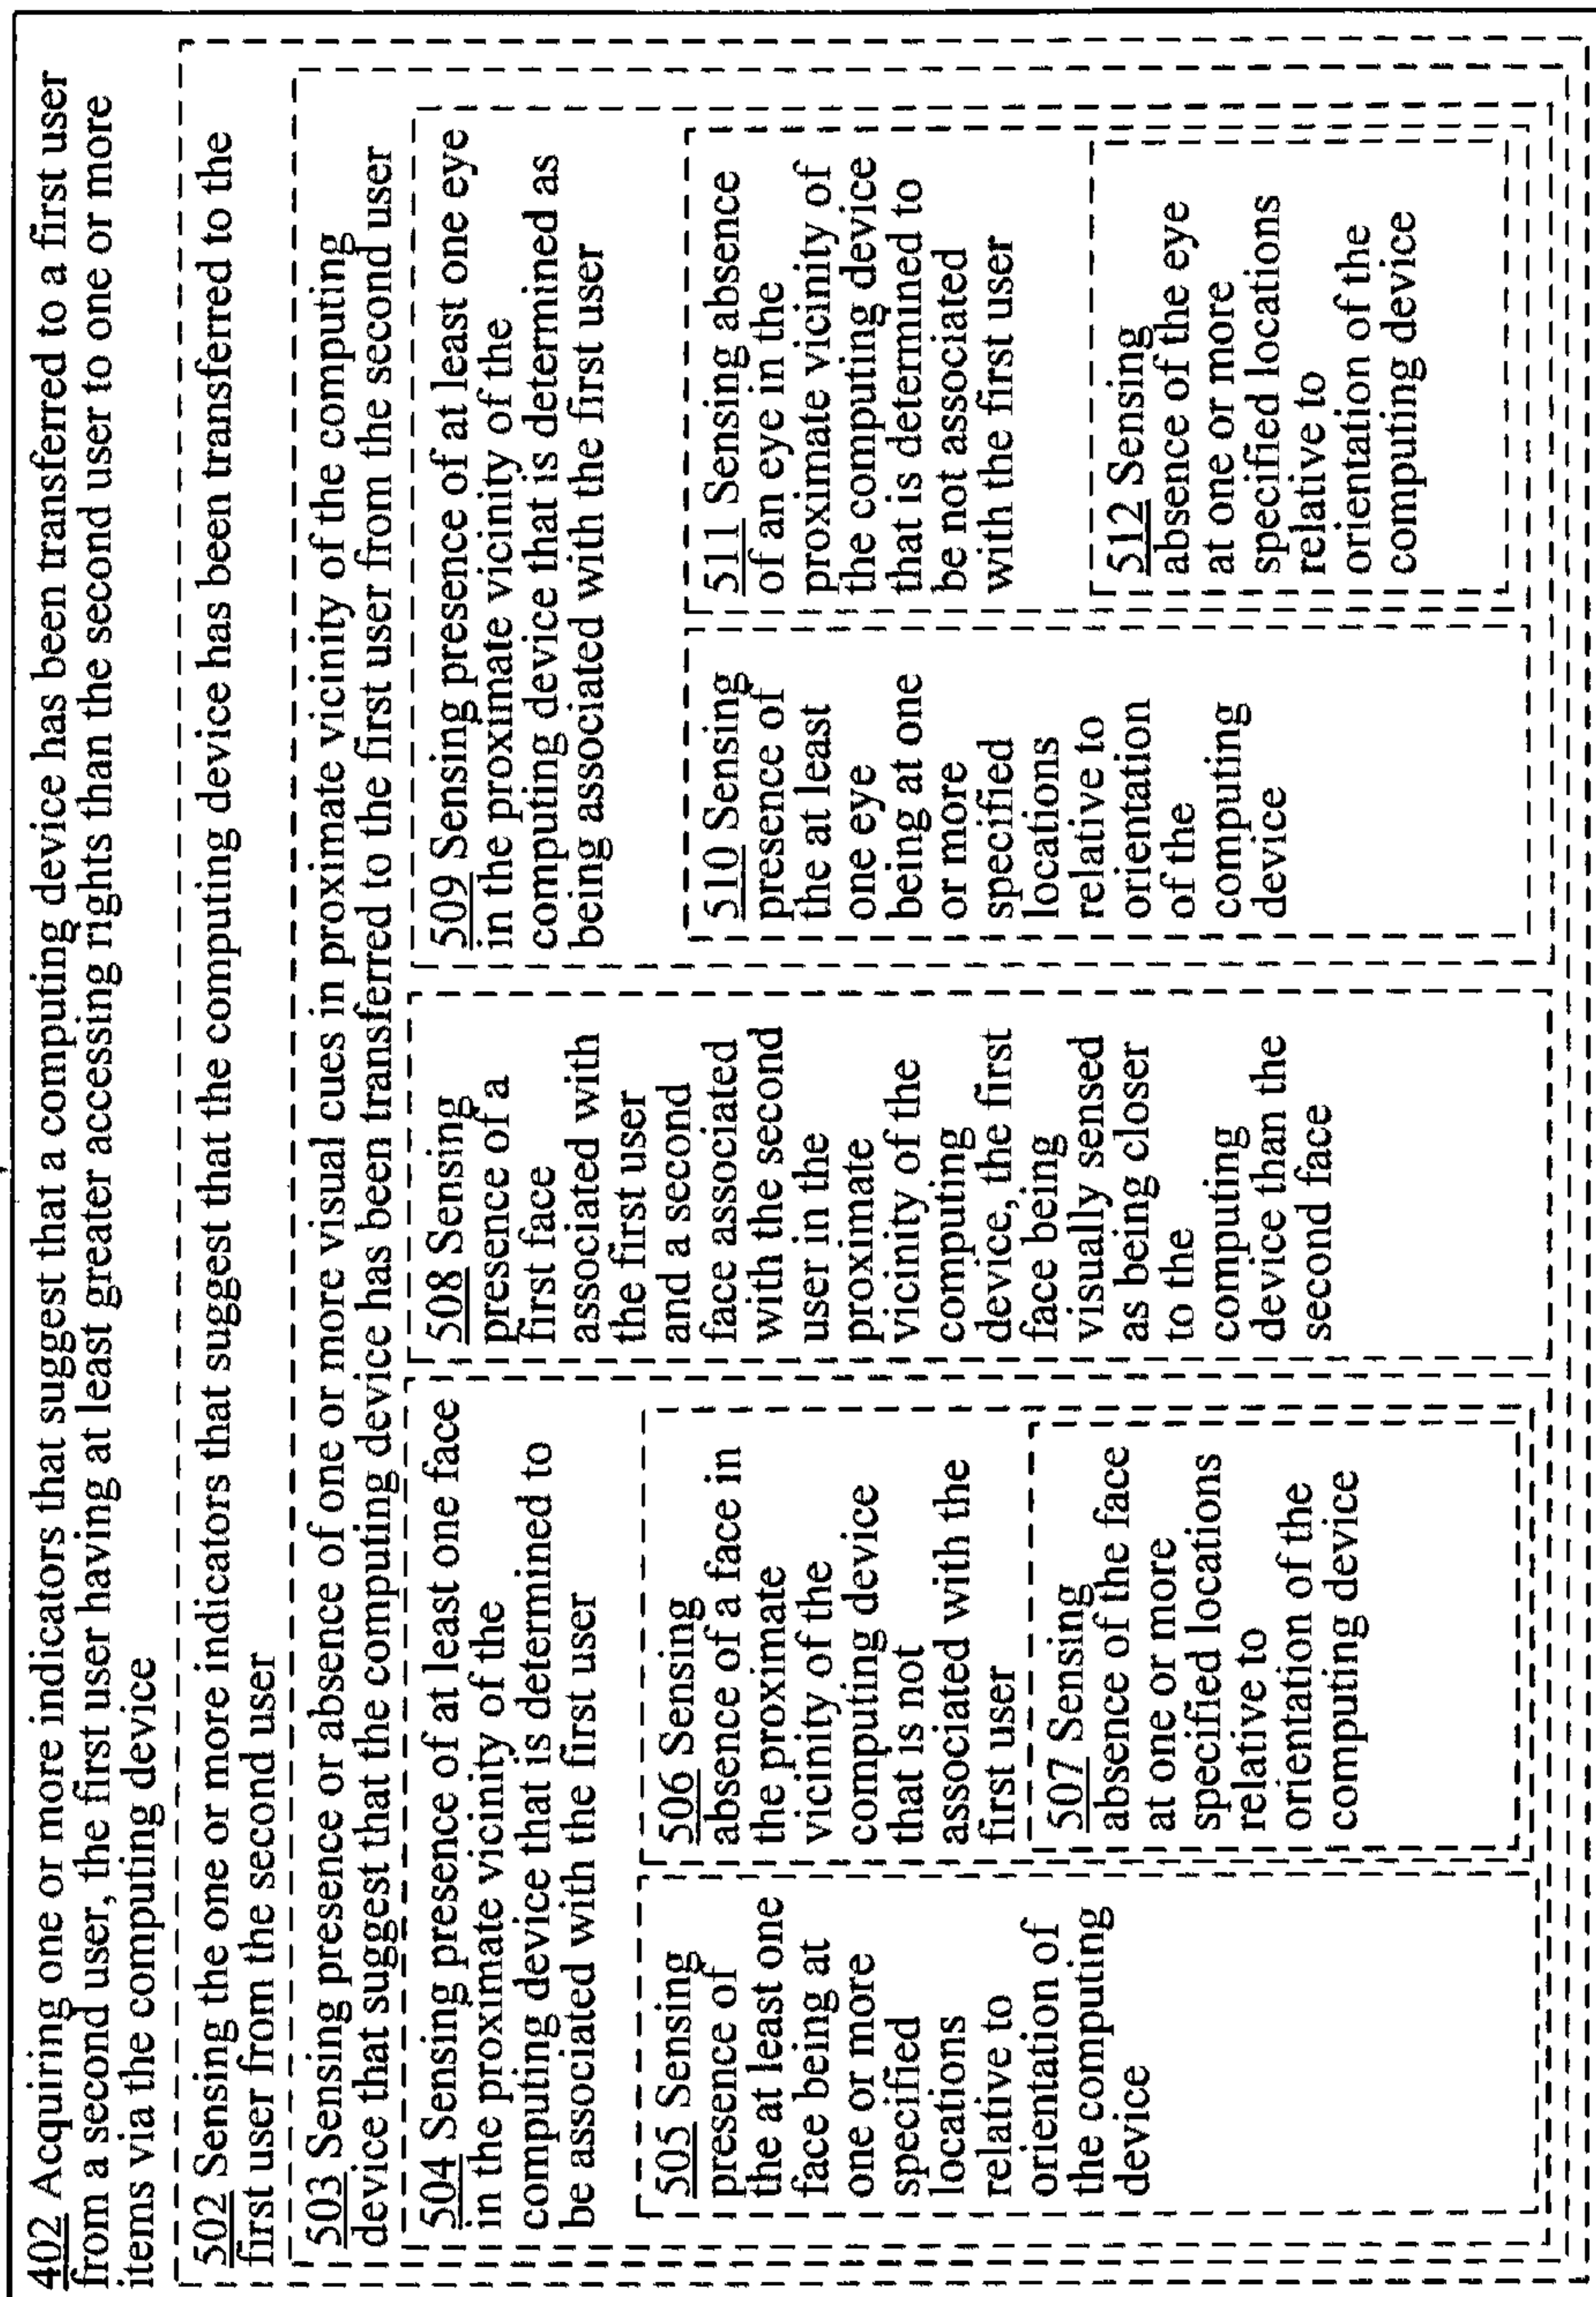 402 Acquiring one or more indicators that suggest that a computing device has been transferred to a first user
from a second user, the first user having at least greater accessing rights than the second user to one or more
items via the computing device
502 Sensing the one or more indicators that suggest that the computing device has been transferred to the
first user from the second user
503 Sensing presence or absence of one or more visual cues in proximate vicinity of the computing
device that suggest that the computing device has been transferred to the first user from the second user
504 Sensing presence of at least one face
in the proximate vicinity of the
computing device that is determined to
be associated with the first user
505 Sensing
presence of
the at least one
face being at
one or more
specified
locations
relative to
orientation of
the computing
device
506 Sensing
absence of a face in
the proximate
vicinity of the
computing device
that is not
associated with the
first user
507 Sensing
absence of the face
at one or more
specified locations
relative to
orientation of the
computing device
508 Sensing
presence of a
first face
associated with
the first user
and a second
face associated
with the second
user in the
proximate
vicinity of the
computing
device, the first
face being
visually sensed
as being closer
to the
computing
device than the
second face
509 Sensing presence of at least one eye
in the proximate vicinity of the
computing device that is determined as
being associated with the first user
510 Sensing
presence of
the at least
one eye
being at one
or more
specified
locations
relative to
orientation
of the
computing
device
511 Sensing absence
of an eye in the
proximate vicinity of
the computing device
that is determined to
be not associated
with the first user
512 Sensing
absence of the eye
at one or more
specified locations
relative to
orientation of the
computing device